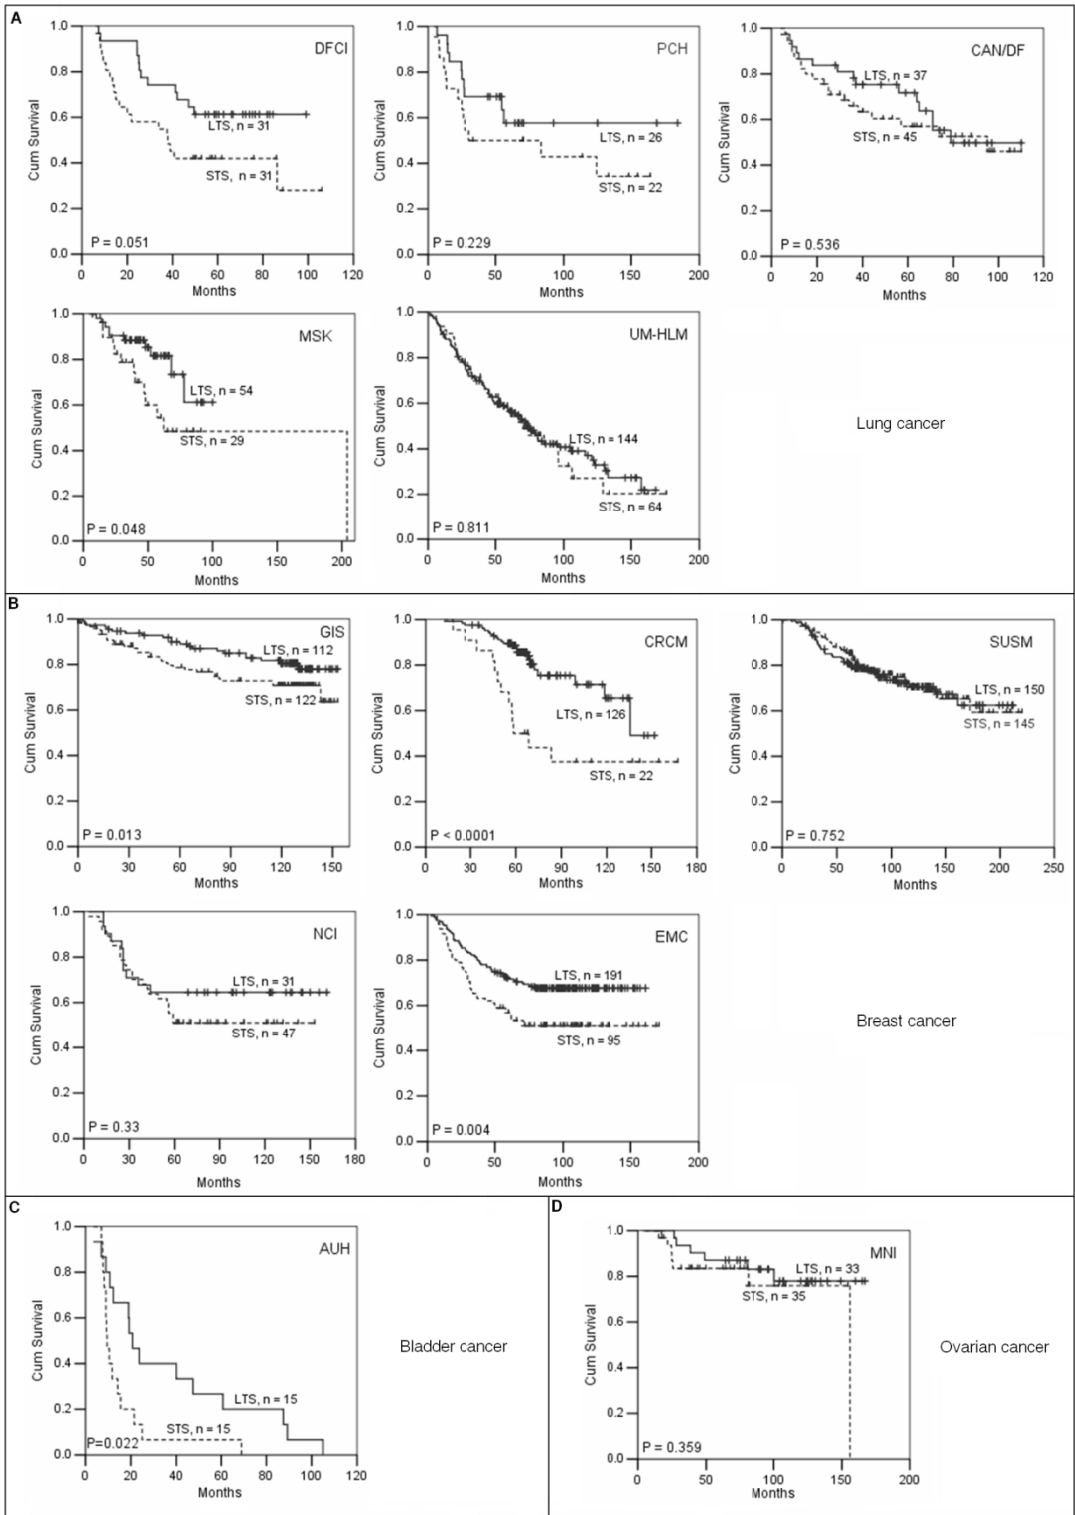 A
DFCI
Cum Survival
1.0
0.8
0.6
0.4
0.2
0.0
LTS, n = 31
STS, n = 31
P = 0.051
0 20 40 60 80 100 120
Months
PCH
Cum Survival
1.0
0.8
0.6
0.4
0.2
0.0
LTS, n = 26
STS, n = 22
P = 0.229
0 50 100 150 200
Months
CAN/DF
Cum Survival
1.0
0.8
0.6
0.4
0.2
0.0
LTS, n = 37
STS, n = 45
P = 0.536
0 20 40 60 80 100 120
Months
MSK
Cum Survival
1.0
0.8
0.6
0.4
0.2
0.0
LTS, n = 54
STS, n = 29
P = 0.048
0 50 100 150 200
Months
UM-HLM
Cum Survival
1.0
0.8
0.6
0.4
0.2
0.0
LTS, n = 144
STS, n = 64
P = 0.811
0 50 100 150 200
Months
Lung cancer
B
GIS
Cum Survival
1.0
0.8
0.6
0.4
0.2
0.0
LTS, n = 112
STS, n = 122
P = 0.013
0 30 60 90 120 150
Months
CRCM
Cum Survival
1.0
0.8
0.6
0.4
0.2
0.0
LTS, n = 126
STS, n = 22
P < 0.0001
0 30 60 90 120 150 180
Months
SUSM
Cum Survival
1.0
0.8
0.6
0.4
0.2
0.0
LTS, n = 150
STS, n = 145
P = 0.752
0 50 100 150 200 250
Months
NCI
Cum Survival
1.0
0.8
0.6
0.4
0.2
0.0
LTS, n = 31
STS, n = 47
P = 0.33
0 30 60 90 120 150 180
Months
EMC
Cum Survival
1.0
0.8
0.6
0.4
0.2
0.0
LTS, n = 191
STS, n = 95
P = 0.004
0 50 100 150 200
Months
Breast cancer
C
AUH
Cum Survival
1.0
0.8
0.6
0.4
0.2
0.0
LTS, n = 15
STS, n = 15
P=0.022
0 20 40 60 80 100 120
Months
Bladder cancer
D
MNI
Cum Survival
1.0
0.8
0.6
0.4
0.2
0.0
LTS, n = 33
STS, n = 35
P = 0.359
0 50 100 150 200
Months
Ovarian cancer